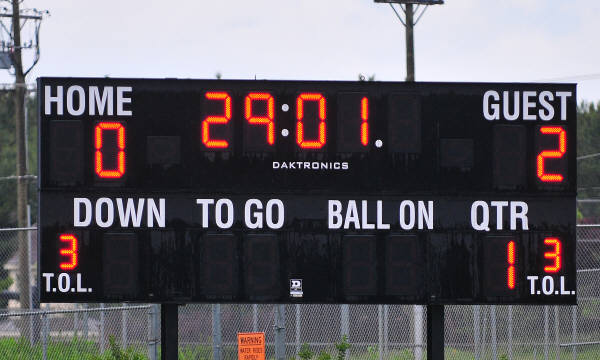 HOME 29:01. GUEST
0 2
DAKTRONICS
DOWN TO GO BALL ON QTR
3 1 3
T.O.L. T.O.L.
WARNING